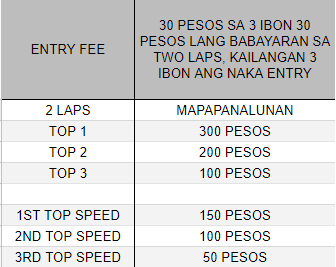 ENTRY FEE
30 PESOS SA 3 IBON 30
PESOS LANG BABAYARAN SA
TWO LAPS, KAILANGAN 3
IBON ANG NAKA ENTRY
2 LAPS MAPAPANALUNAN
TOP 1 300 PESOS
TOP 2 200 PESOS
TOP 3 100 PESOS
1ST TOP SPEED 150 PESOS
2ND TOP SPEED 100 PESOS
3RD TOP SPEED 50 PESOS